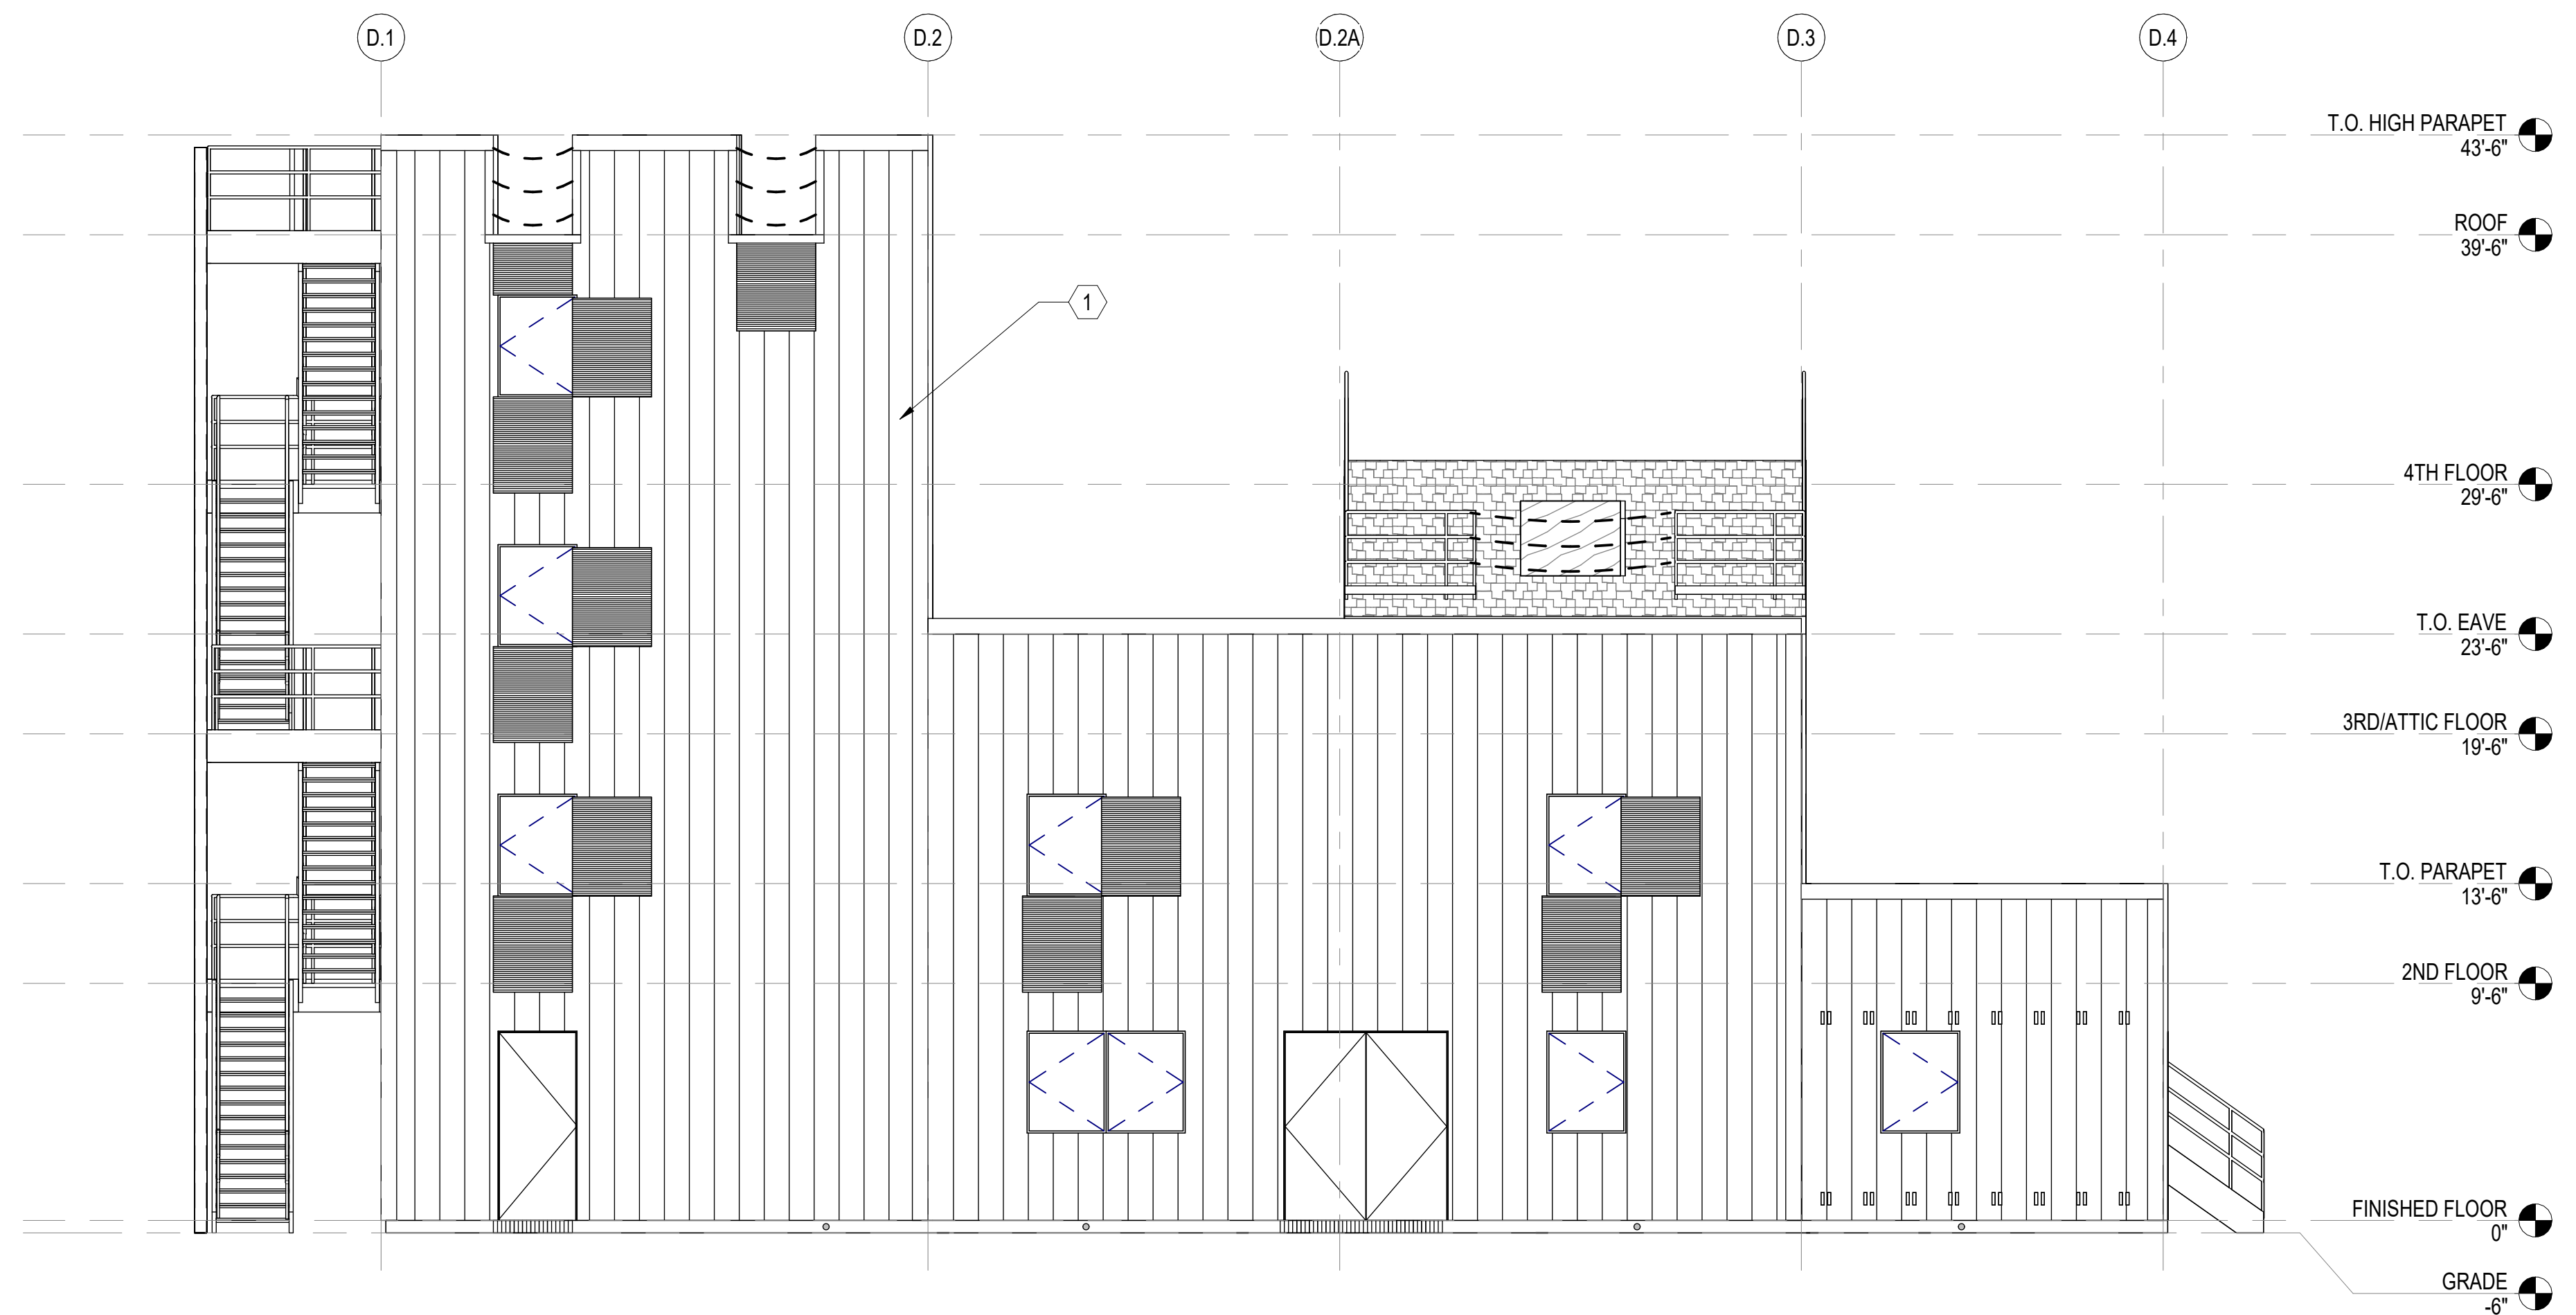 D.1
D.2
D.2A
D.3
D.4
T.O. HIGH PARAPET
43'-6"
ROOF
39'-6"
1
4TH FLOOR
29'-6"
T.O. EAVE
23'-6"
3RD/ATTIC FLOOR
19'-6"
T.O. PARAPET
13'-6"
2ND FLOOR
9'-6"
FINISHED FLOOR
0"
GRADE
-6"